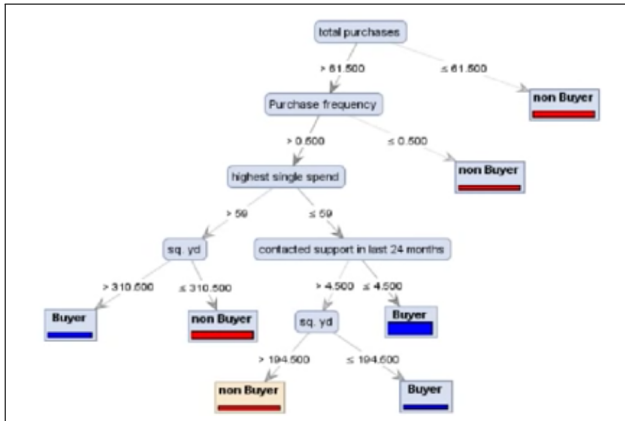 total purchases
> 61.500
≤ 61.500
Purchase frequency
non Buyer
> 0.500
≤ 0.500
highest single spend
non Buyer
> 59
≤ 59
sq. yd
contacted support in last 24 months
> 310.500
≤ 310.500
> 4.500
≤ 4.500
Buyer
non Buyer
sq. yd
Buyer
> 194.500
≤ 194.500
non Buyer
Buyer